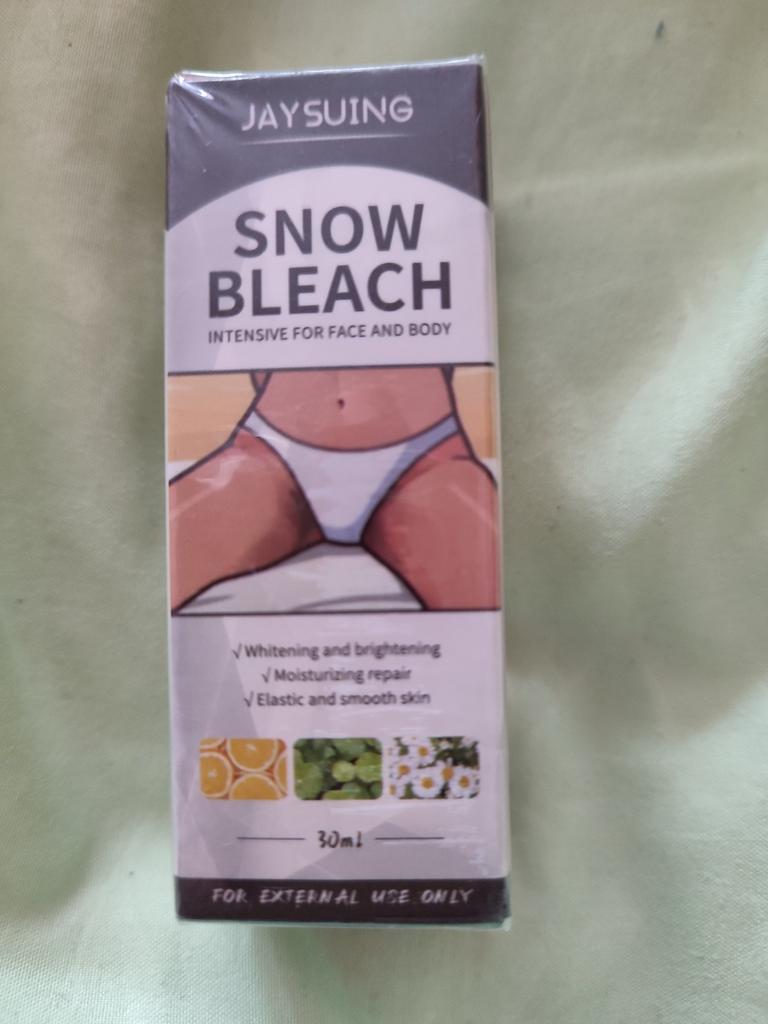 JAYSUING
SNOW
BLEACH
INTENSIVE FOR FACE AND BODY
√Whitening and brightening
√Moisturizing repair
√Elastic and smooth skin
30ml
FOR EXTERNAL USE ONLY